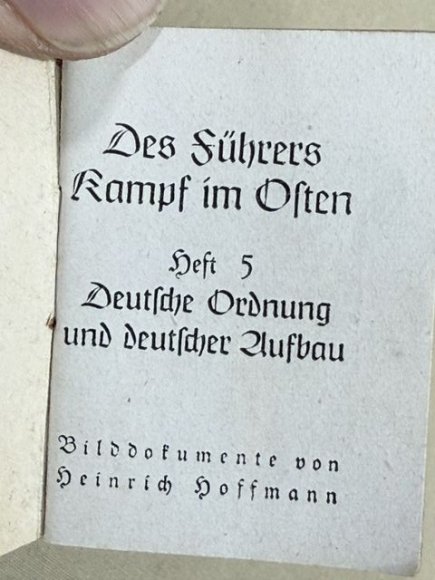 Des Führers
Kampf im Osten
Heft 5
Deutsche Ordnung
und deutscher Aufbau
Bilddokumente von
Heinrich Hoffmann